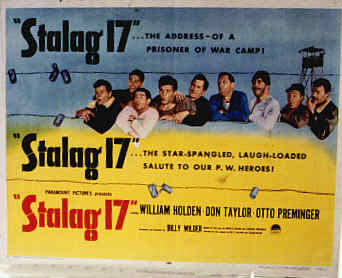 "Stalag 17"
...THE ADDRESS-OF A
PRISONER OF WAR CAMP!
"Stalag 17"
...THE STAR-SPANGLED, LAUGH-LOADED
SALUTE TO OUR P.W. HEROES!
PARAMOUNT PICTURES presents
"Stalag 17"
WILLIAM HOLDEN · DON TAYLOR · OTTO PREMINGER
BILLY WILDER